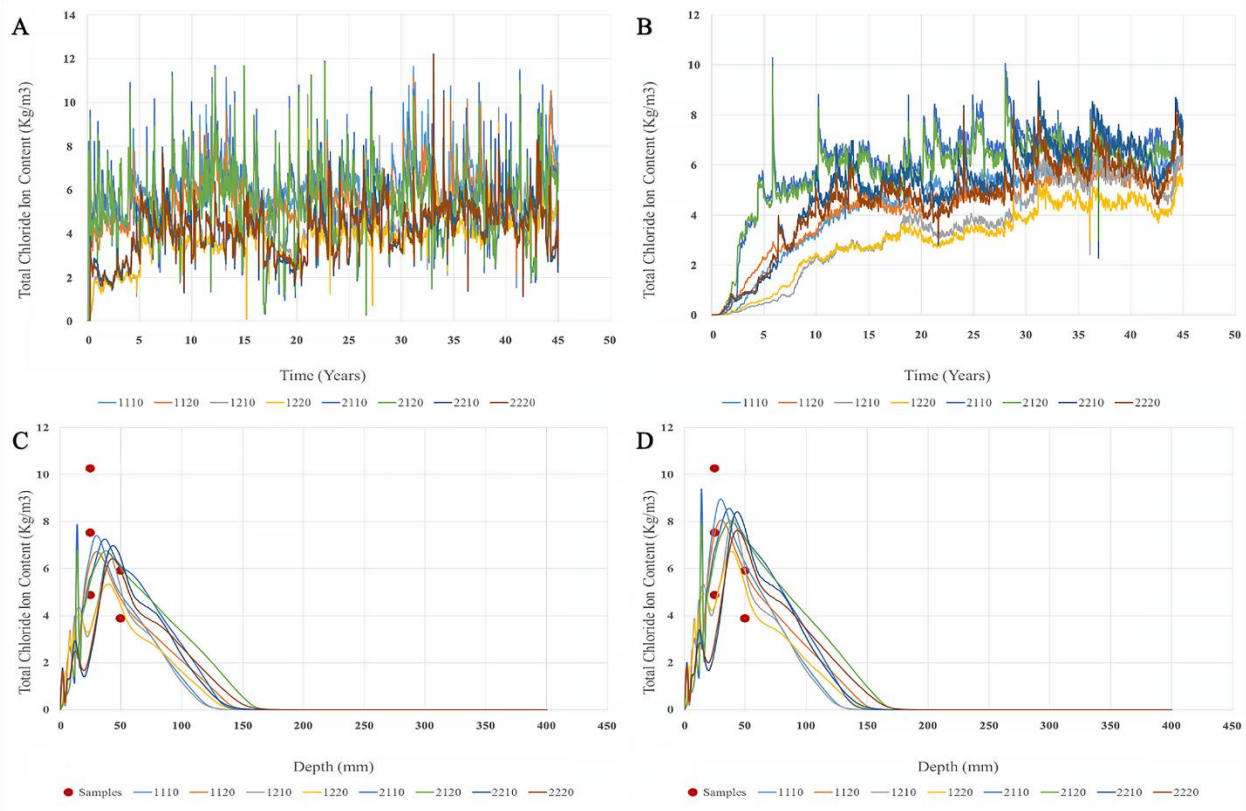 A
Total Chloride Ion Content (Kg/m3)
14
12
10
8
6
4
2
0
0 5 10 15 20 25 30 35 40 45 50
Time (Years)
1110 1120 1210 1220 2110 2120 2210 2220
B
Total Chloride Ion Content (Kg/m3)
12
10
8
6
4
2
0
0 5 10 15 20 25 30 35 40 45 50
Time (Years)
1110 1120 1210 1220 2110 2120 2210 2220
C
Total Chloride Ion Content (Kg/m3)
12
10
8
6
4
2
0
0 50 100 150 200 250 300 350 400 450
Depth (mm)
Samples 1110 1120 1210 1220 2110 2120 2210 2220
D
Total Chloride Ion Content (Kg/m3)
12
10
8
6
4
2
0
0 50 100 150 200 250 300 350 400 450
Depth (mm)
Samples 1110 1120 1210 1220 2110 2120 2210 2220